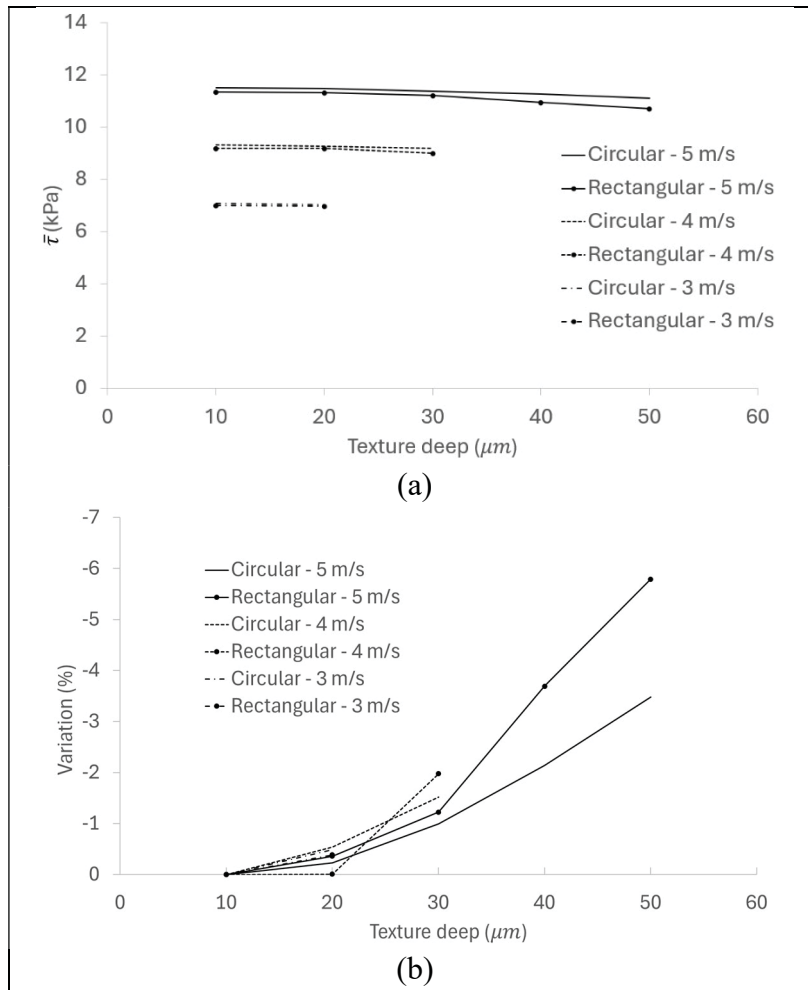 14
12
10
8
6
4
2
0
τ̄ (kPa)
Circular - 5 m/s
Rectangular - 5 m/s
Circular - 4 m/s
Rectangular - 4 m/s
Circular - 3 m/s
Rectangular - 3 m/s
0 10 20 30 40 50 60
Texture deep (μm)
(a)
-7
-6
-5
-4
-3
-2
-1
0
Variation (%)
Circular - 5 m/s
Rectangular - 5 m/s
Circular - 4 m/s
Rectangular - 4 m/s
Circular - 3 m/s
Rectangular - 3 m/s
0 10 20 30 40 50 60
Texture deep (μm)
(b)